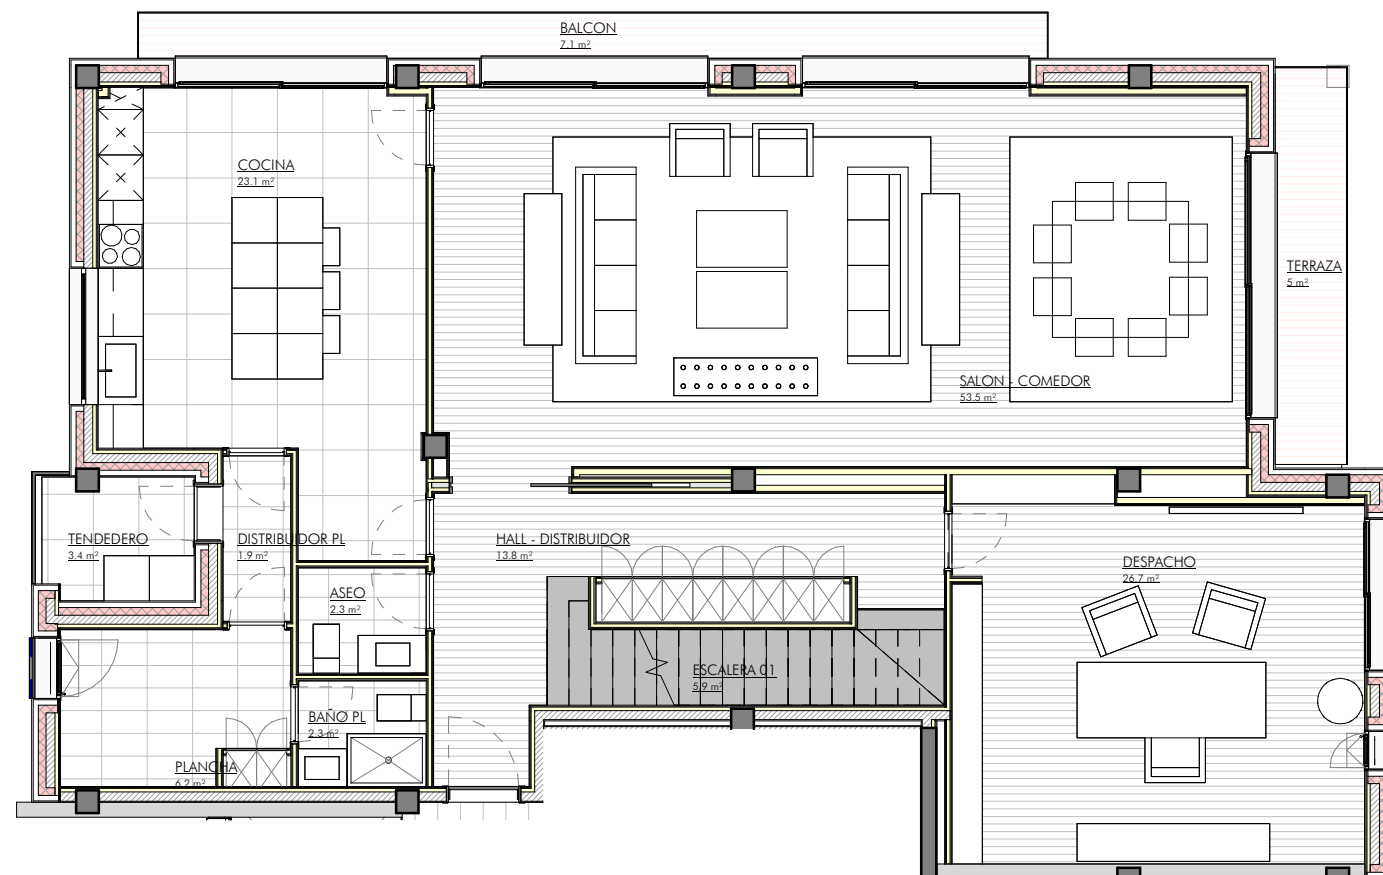 BALCON
7.1 m²
COCINA
23.1 m²
TERRAZA
5 m²
SALON - COMEDOR
53.5 m²
TENDEDERO
3.4 m²
DISTRIBUIDOR PL
1.9 m²
HALL - DISTRIBUIDOR
13.8 m²
DESPACHO
26.7 m²
ASEO
2.3 m²
ESCALERA 01
5.9 m²
BAÑO PL
2.3 m²
PLANCHA
6.2 m²